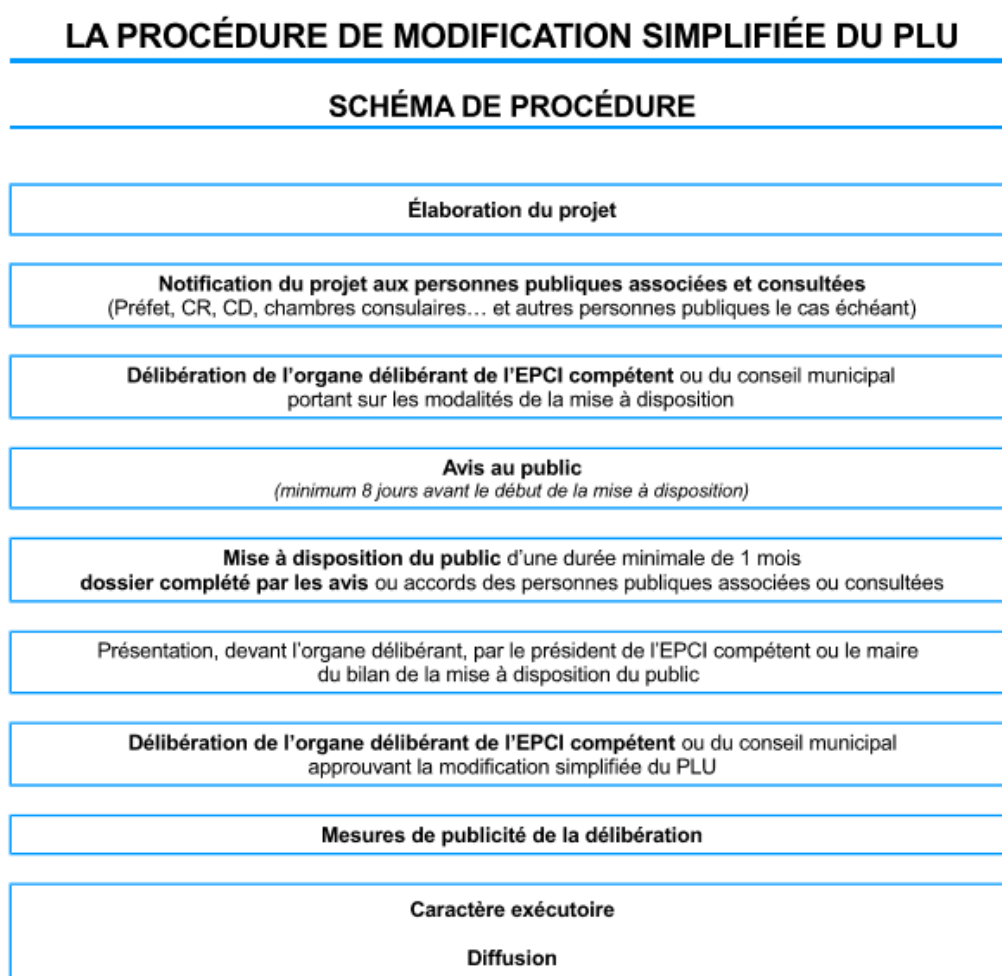 LA PROCÉDURE DE MODIFICATION SIMPLIFIÉE DU PLU
SCHÉMA DE PROCÉDURE
Élaboration du projet
Notification du projet aux personnes publiques associées et consultées
(Préfet, CR, CD, chambres consulaires… et autres personnes publiques le cas échéant)
Délibération de l’organe délibérant de l’EPCI compétent ou du conseil municipal
portant sur les modalités de la mise à disposition
Avis au public
(minimum 8 jours avant le début de la mise à disposition)
Mise à disposition du public d’une durée minimale de 1 mois
dossier complété par les avis ou accords des personnes publiques associées ou consultées
Présentation, devant l’organe délibérant, par le président de l’EPCI compétent ou le maire
du bilan de la mise à disposition du public
Délibération de l’organe délibérant de l’EPCI compétent ou du conseil municipal
approuvant la modification simplifiée du PLU
Mesures de publicité de la délibération
Caractère exécutoire
Diffusion